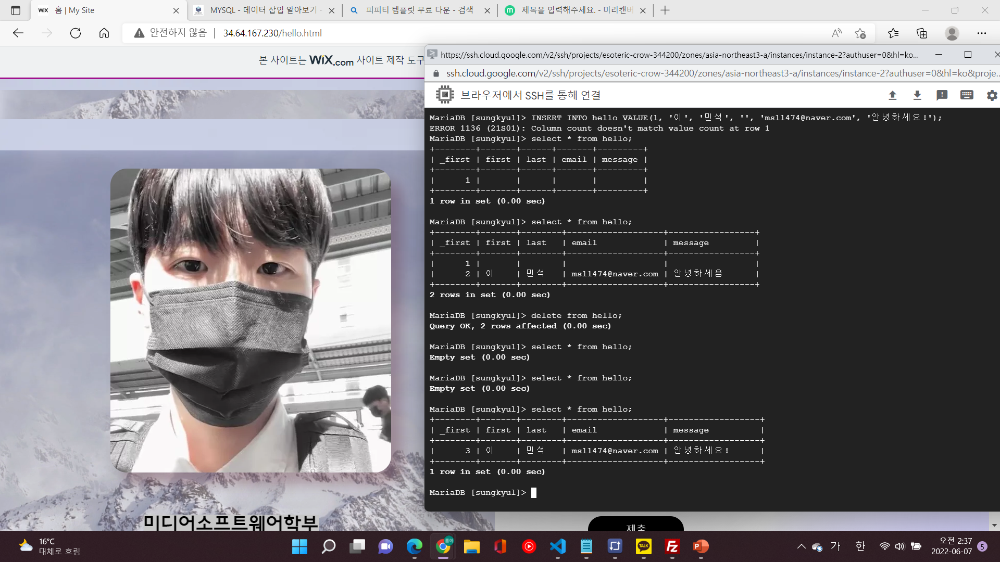 WIX 홈 | My Site
MYSQL - 데이터 삽입 알아보기 -
피피티 템플릿 무료 다운 - 검색
제목을 입력해주세요. - 미리캔버
안전하지 않음 | 34.64.167.230/hello.html
본 사이트는 WiX.com 사이트 제작 도구
https://ssh.cloud.google.com/v2/ssh/projects/esoteric-crow-344200/zones/asia-northeast3-a/instances/instance-2?authuser=0&hl=ko...
ssh.cloud.google.com/v2/ssh/projects/esoteric-crow-344200/zones/asia-northeast3-a/instances/instance-2?authuser=0&hl=ko&proje...
브라우저에서 SSH를 통해 연결
MariaDB [sungkyul]> INSERT INTO hello VALUE(1, '이', '민석', '', 'msl1474@naver.com', '안녕하세요!');
ERROR 1136 (21S01): Column count doesn't match value count at row 1
MariaDB [sungkyul]> select * from hello;
+--------+-------+------+-------+---------+
| _first | first | last | email | message |
+--------+-------+------+-------+---------+
|      1 |       |      |       |         |
+--------+-------+------+-------+---------+
1 row in set (0.00 sec)
MariaDB [sungkyul]> select * from hello;
+--------+-------+--------+-------------------+-----------------+
| _first | first | last   | email             | message         |
+--------+-------+--------+-------------------+-----------------+
|      1 |       |        |                   |                 |
|      2 | 이    | 민석   | msl1474@naver.com | 안녕하세욤      |
+--------+-------+--------+-------------------+-----------------+
2 rows in set (0.00 sec)
MariaDB [sungkyul]> delete from hello;
Query OK, 2 rows affected (0.00 sec)
MariaDB [sungkyul]> select * from hello;
Empty set (0.00 sec)
MariaDB [sungkyul]> select * from hello;
Empty set (0.00 sec)
MariaDB [sungkyul]> select * from hello;
+--------+-------+--------+-------------------+------------------+
| _first | first | last   | email             | message          |
+--------+-------+--------+-------------------+------------------+
|      3 | 이    | 민석   | msl1474@naver.com | 안녕하세요!      |
+--------+-------+--------+-------------------+------------------+
1 row in set (0.00 sec)
MariaDB [sungkyul]>
미디어소프트웨어학부
제출
16°C
대체로 흐림
TALK
가 한
오전 2:37
2022-06-07
5